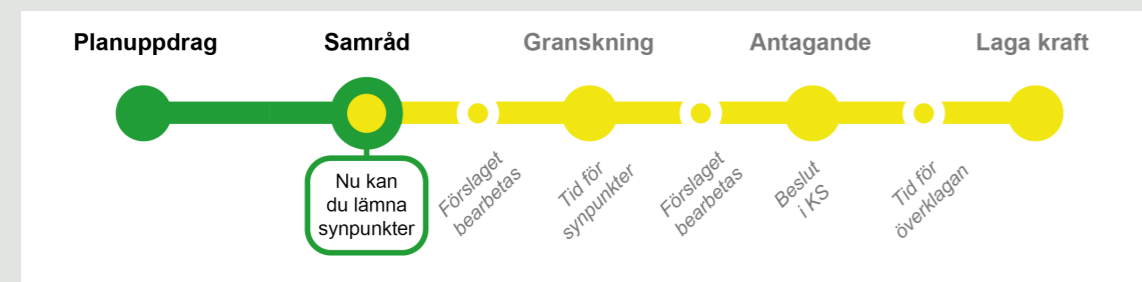 Planuppdrag
Samråd
Granskning
Antagande
Laga kraft
Nu kan
du lämna
synpunkter
Förslaget
bearbetas
Tid för
synpunkter
Förslaget
bearbetas
Beslut
i KS
Tid för
överklagan